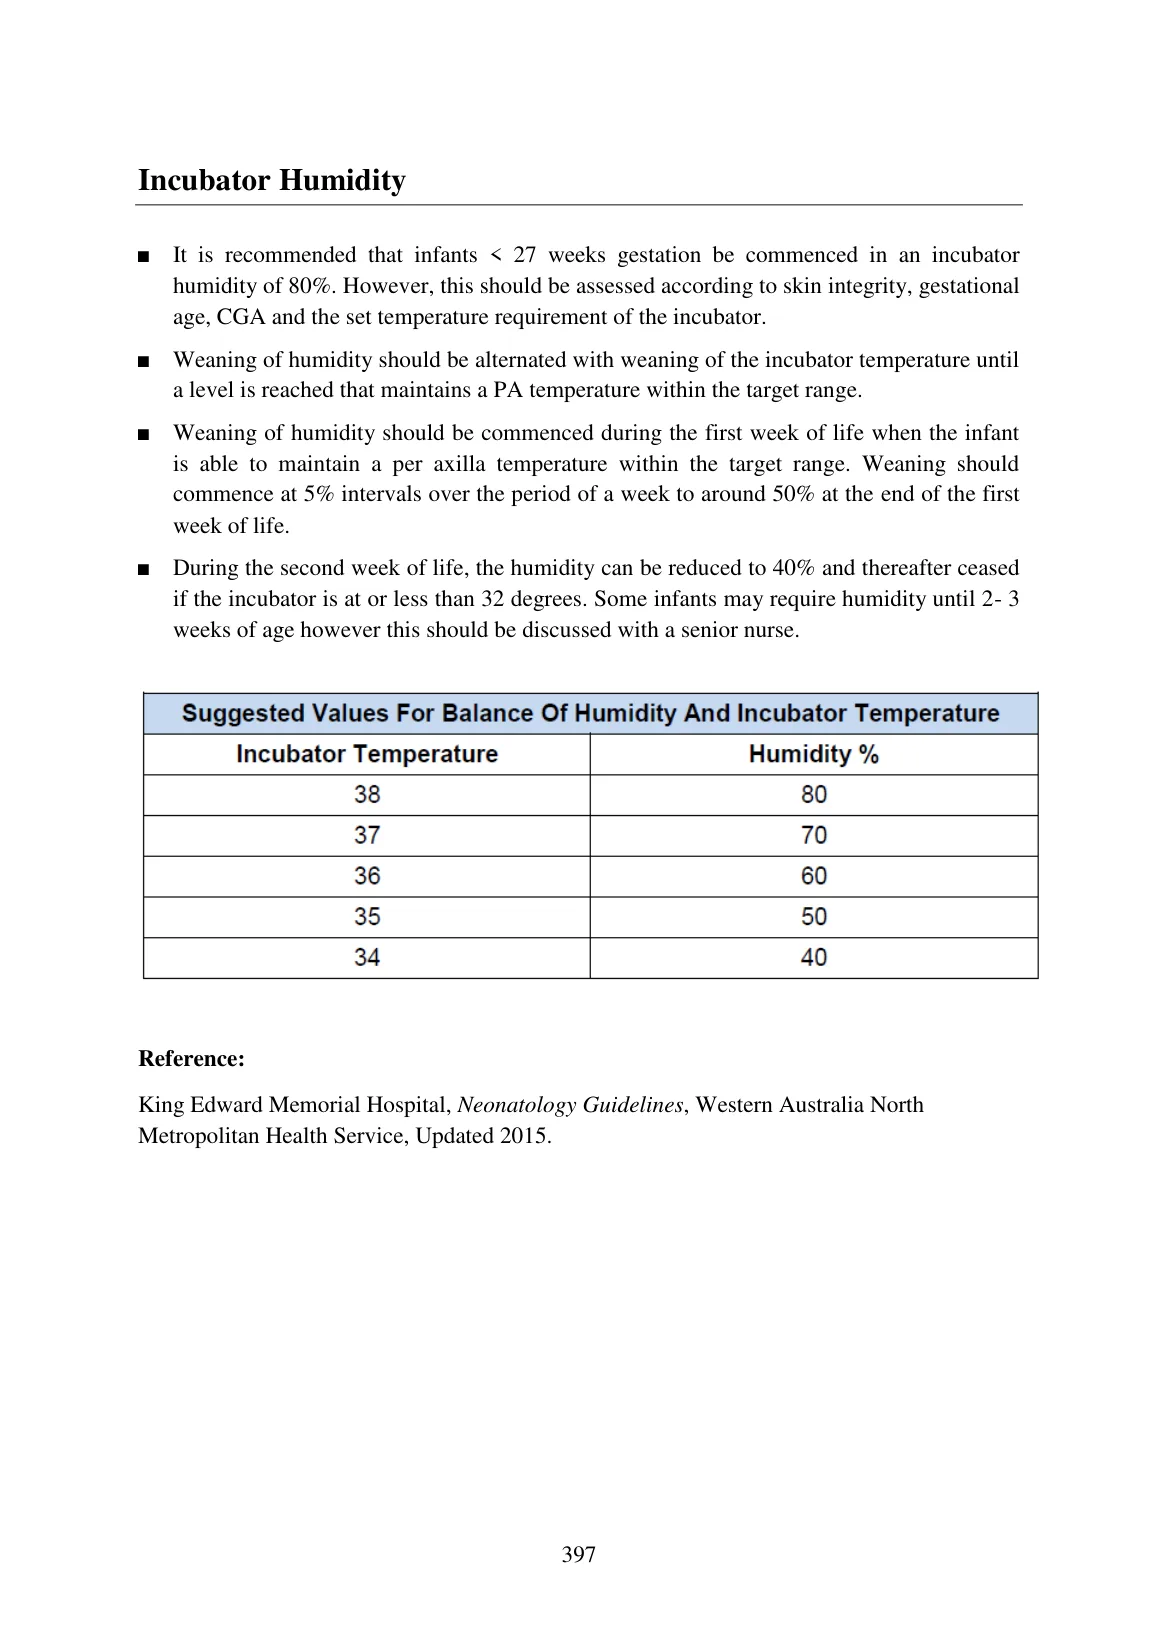 Incubator Humidity
■ It is recommended that infants < 27 weeks gestation be commenced in an incubator
humidity of 80%. However, this should be assessed according to skin integrity, gestational
age, CGA and the set temperature requirement of the incubator.
■ Weaning of humidity should be alternated with weaning of the incubator temperature until
a level is reached that maintains a PA temperature within the target range.
■ Weaning of humidity should be commenced during the first week of life when the infant
is able to maintain a per axilla temperature within the target range. Weaning should
commence at 5% intervals over the period of a week to around 50% at the end of the first
week of life.
■ During the second week of life, the humidity can be reduced to 40% and thereafter ceased
if the incubator is at or less than 32 degrees. Some infants may require humidity until 2- 3
weeks of age however this should be discussed with a senior nurse.
Suggested Values For Balance Of Humidity And Incubator Temperature
Incubator Temperature Humidity %
38 80
37 70
36 60
35 50
34 40
Reference:
King Edward Memorial Hospital, Neonatology Guidelines, Western Australia North
Metropolitan Health Service, Updated 2015.
397